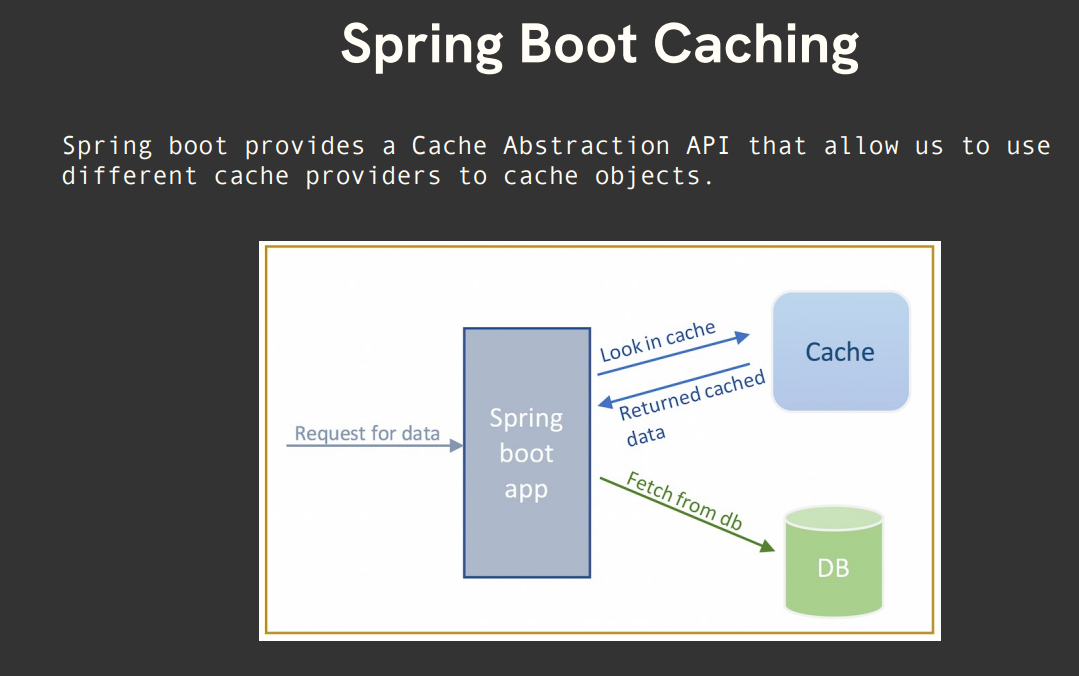 Spring Boot Caching
Spring boot provides a Cache Abstraction API that allow us to use
different cache providers to cache objects.
Request for data
Spring
boot
app
Look in cache
Returned cached
data
Fetch from db
Cache
DB